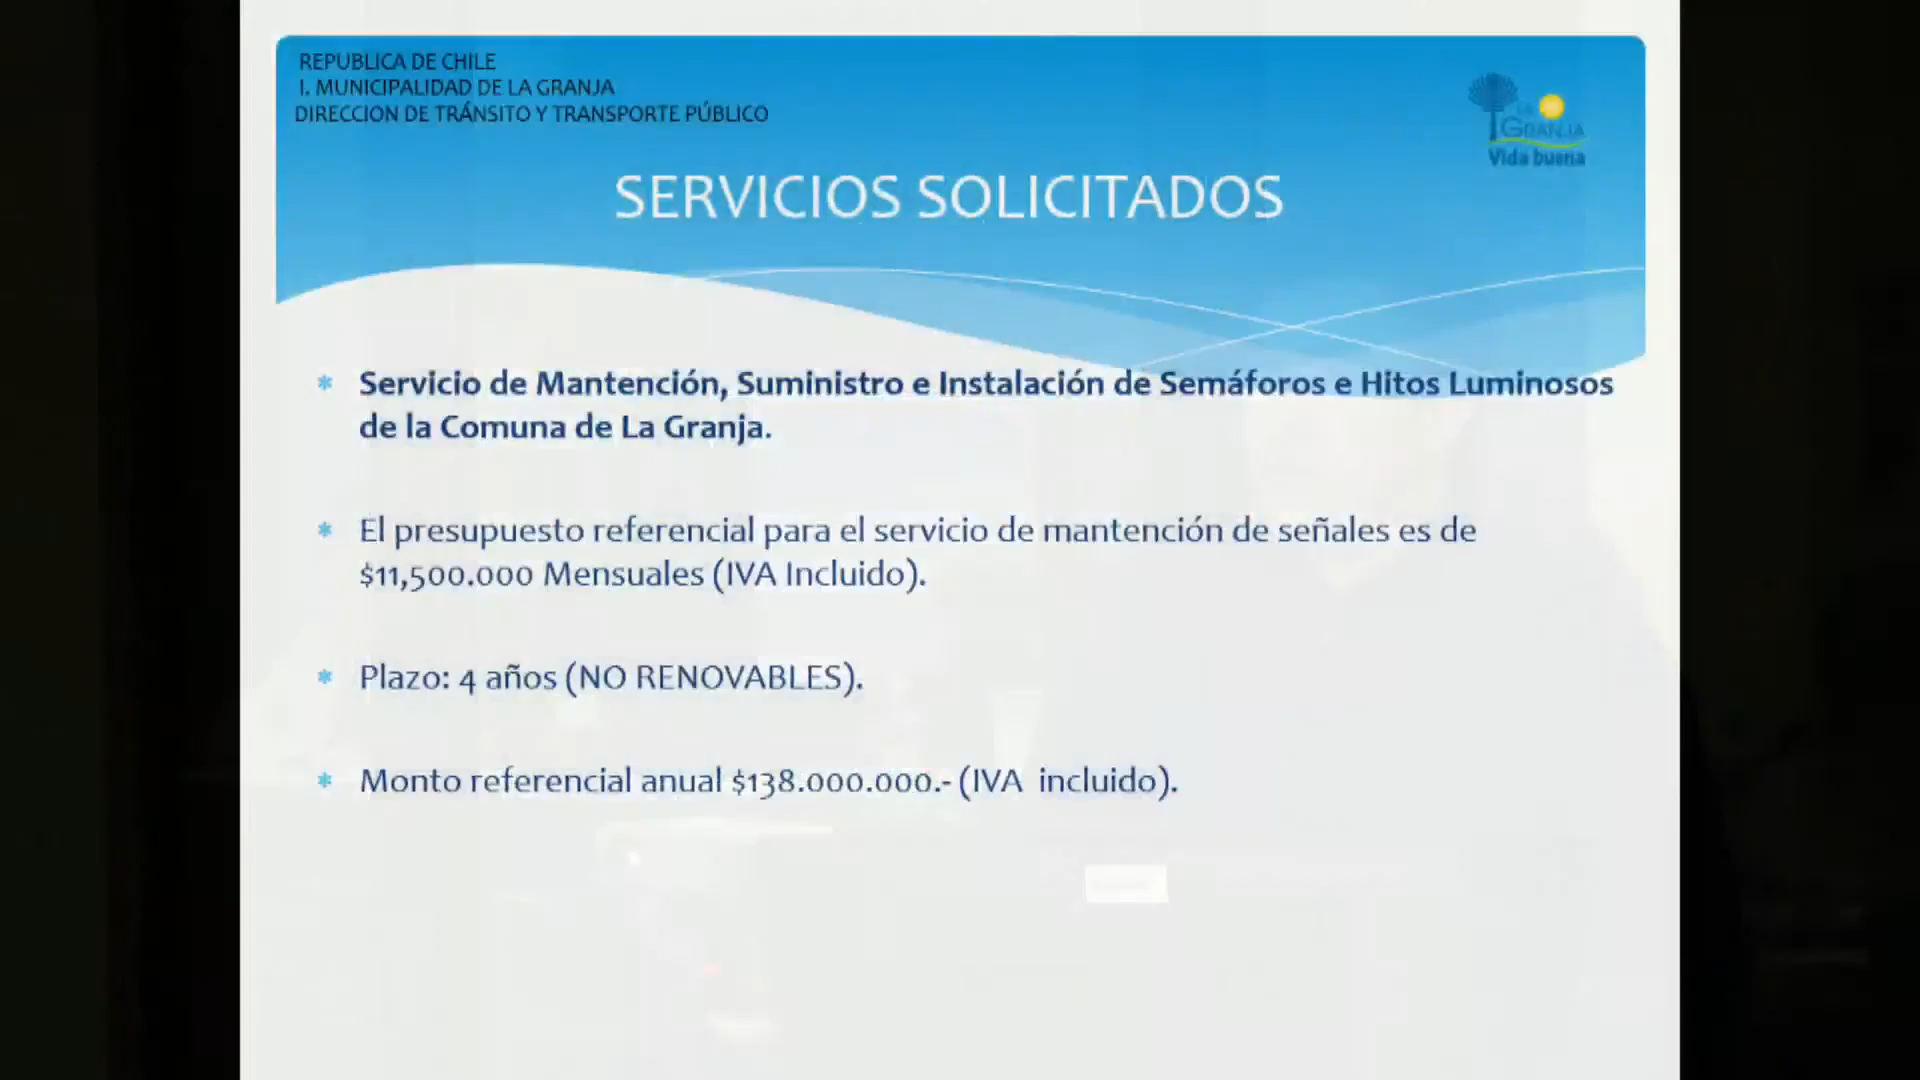 REPUBLICA DE CHILE
I. MUNICIPALIDAD DE LA GRANJA
DIRECCION DE TRÁNSITO Y TRANSPORTE PÚBLICO
LA
GRANJA
Vida buena
SERVICIOS SOLICITADOS
Servicio de Mantención, Suministro e Instalación de Semáforos e Hitos Luminosos
de la Comuna de La Granja.
El presupuesto referencial para el servicio de mantención de señales es de
$11,500.000 Mensuales (IVA Incluido).
Plazo: 4 años (NO RENOVABLES).
Monto referencial anual $138.000.000.- (IVA incluido).